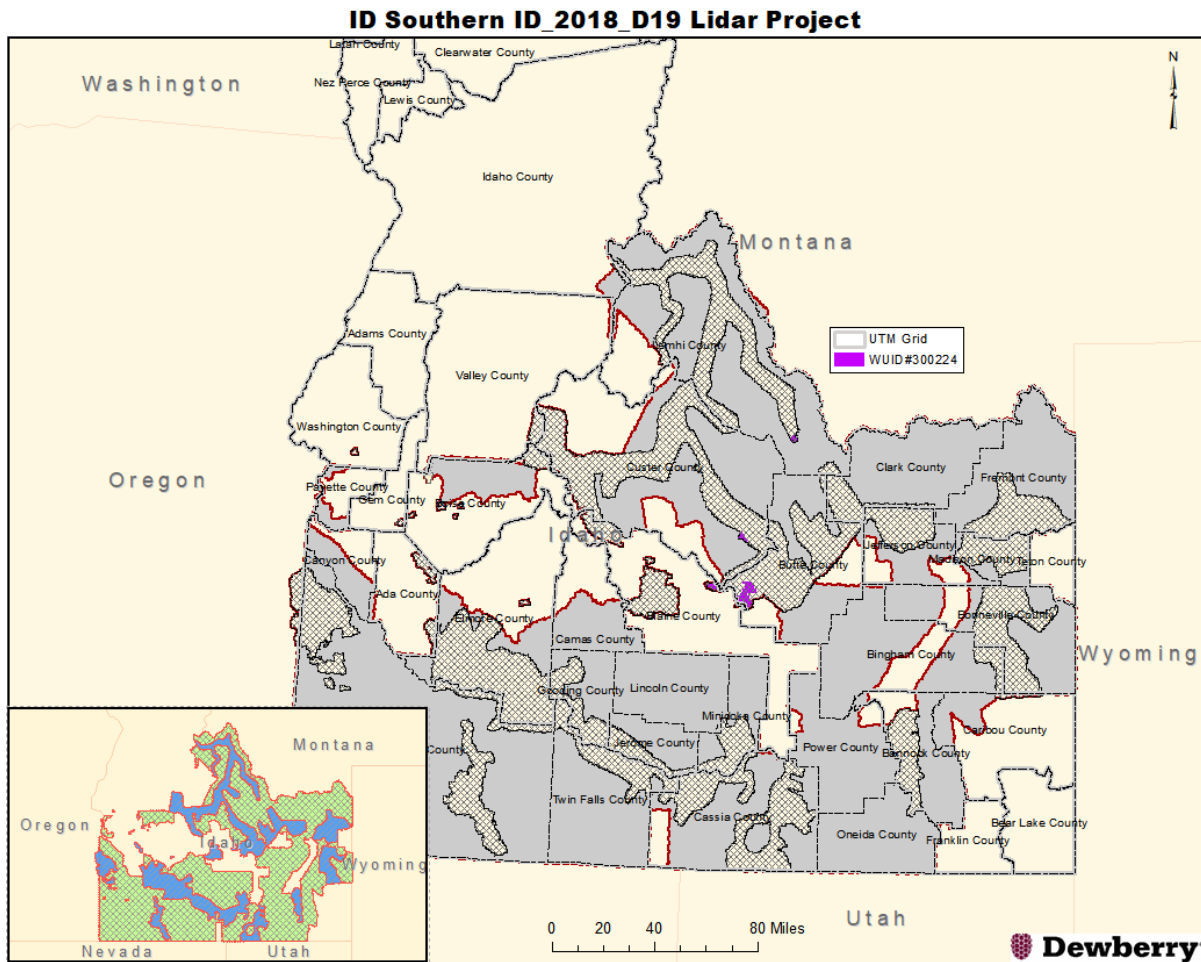 ID Southern ID_2018_D19 Lidar Project
Latah County
Clearwater County
Washington
Nez Pierce County
Lewis County
N
Idaho County
Montana
Adams County
UTM Grid
WUID#300224
Lemhi County
Valley County
Washington County
Oregon
Custer County
Clark County
Fremont County
Payette County
Gem County
Boise County
Idaho
Canyon County
Jefferson County
Madison County
Teton County
Butte County
Ada County
Elmore County
Blaine County
Bonneville County
Camas County
Bingham County
Wyoming
Gooding County
Lincoln County
Minidoka County
Caribou County
Jerome County
Power County
Bannock County
County
Twin Falls County
Cassia County
Oneida County
Franklin County
Bear Lake County
Montana
Oregon
Idaho
Wyoming
Nevada
Utah
0 20 40 80 Miles
Utah
Dewberry